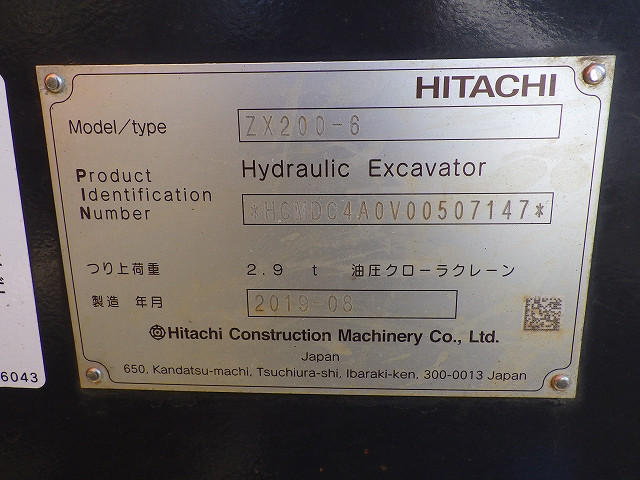 HITACHI
Model/type ZX200-6
Hydraulic Excavator
Product
Identification
Number
*HCMDC4A0V00507147*
つり上荷重 2.9 t 油圧クローラクレーン
製造 年月 2019-08
Hitachi Construction Machinery Co., Ltd.
Japan
650, Kandatsu-machi, Tsuchiura-shi, Ibaraki-ken, 300-0013 Japan
6043